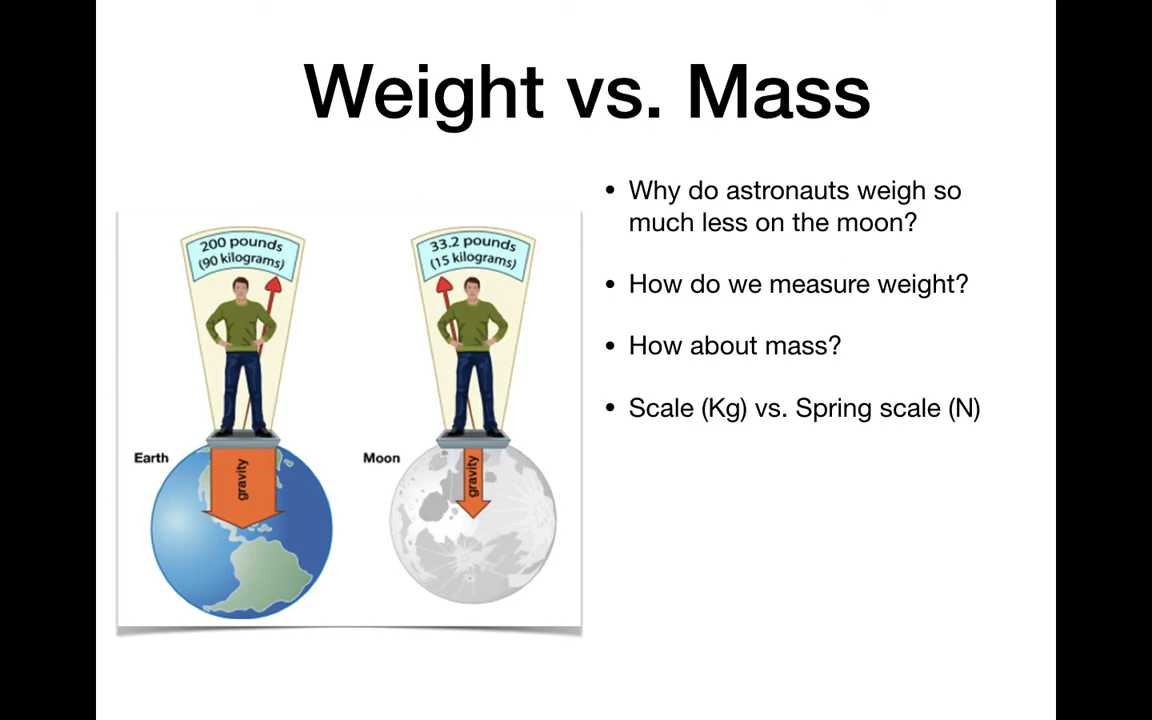 Weight vs. Mass
200 pounds
(90 kilograms)
33.2 pounds
(15 kilograms)
Earth
gravity
Moon
gravity
• Why do astronauts weigh so
much less on the moon?
• How do we measure weight?
• How about mass?
• Scale (Kg) vs. Spring scale (N)